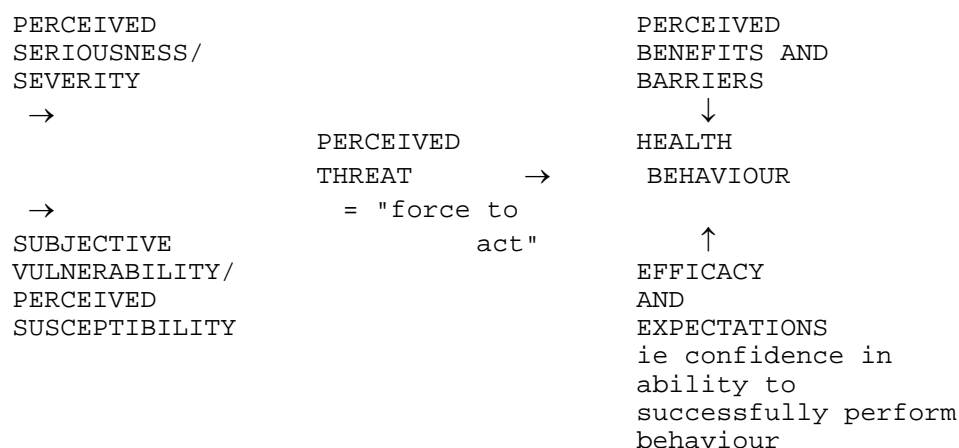 PERCEIVED
SERIOUSNESS/
SEVERITY
→
PERCEIVED
BENEFITS AND
BARRIERS
↓
PERCEIVED
THREAT →
= "force to
act"
HEALTH
BEHAVIOUR
→
SUBJECTIVE
VULNERABILITY/
PERCEIVED
SUSCEPTIBILITY
↑
EFFICACY
AND
EXPECTATIONS
ie confidence in
ability to
successfully perform
behaviour